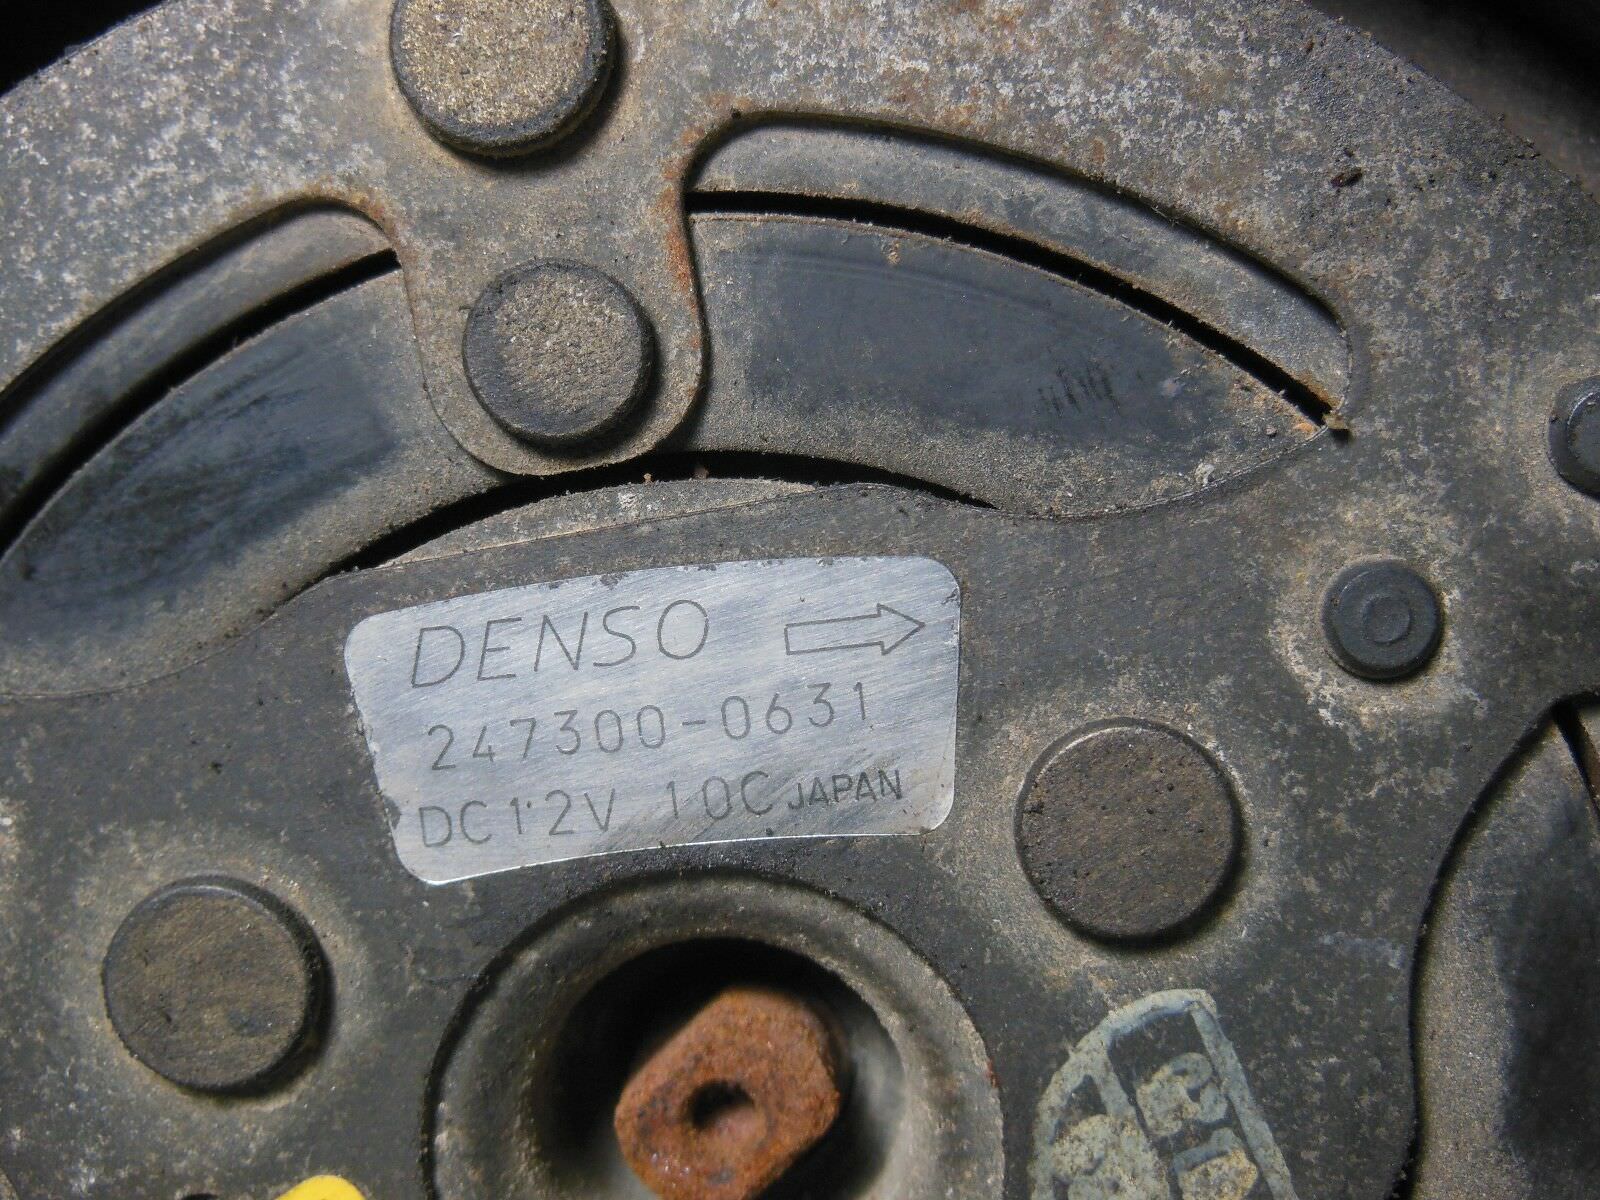 DENSO
247300-0631
DC12V 10C JAPAN